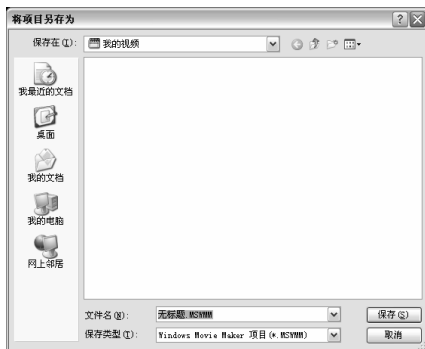 将项目另存为
保存在(I):
我的视频
我最近的文档
桌面
我的文档
我的电脑
网上邻居
文件名(N):
无标题.MSWMM
保存(S)
保存类型(T):
Windows Movie Maker 项目(*.MSWMM)
取消